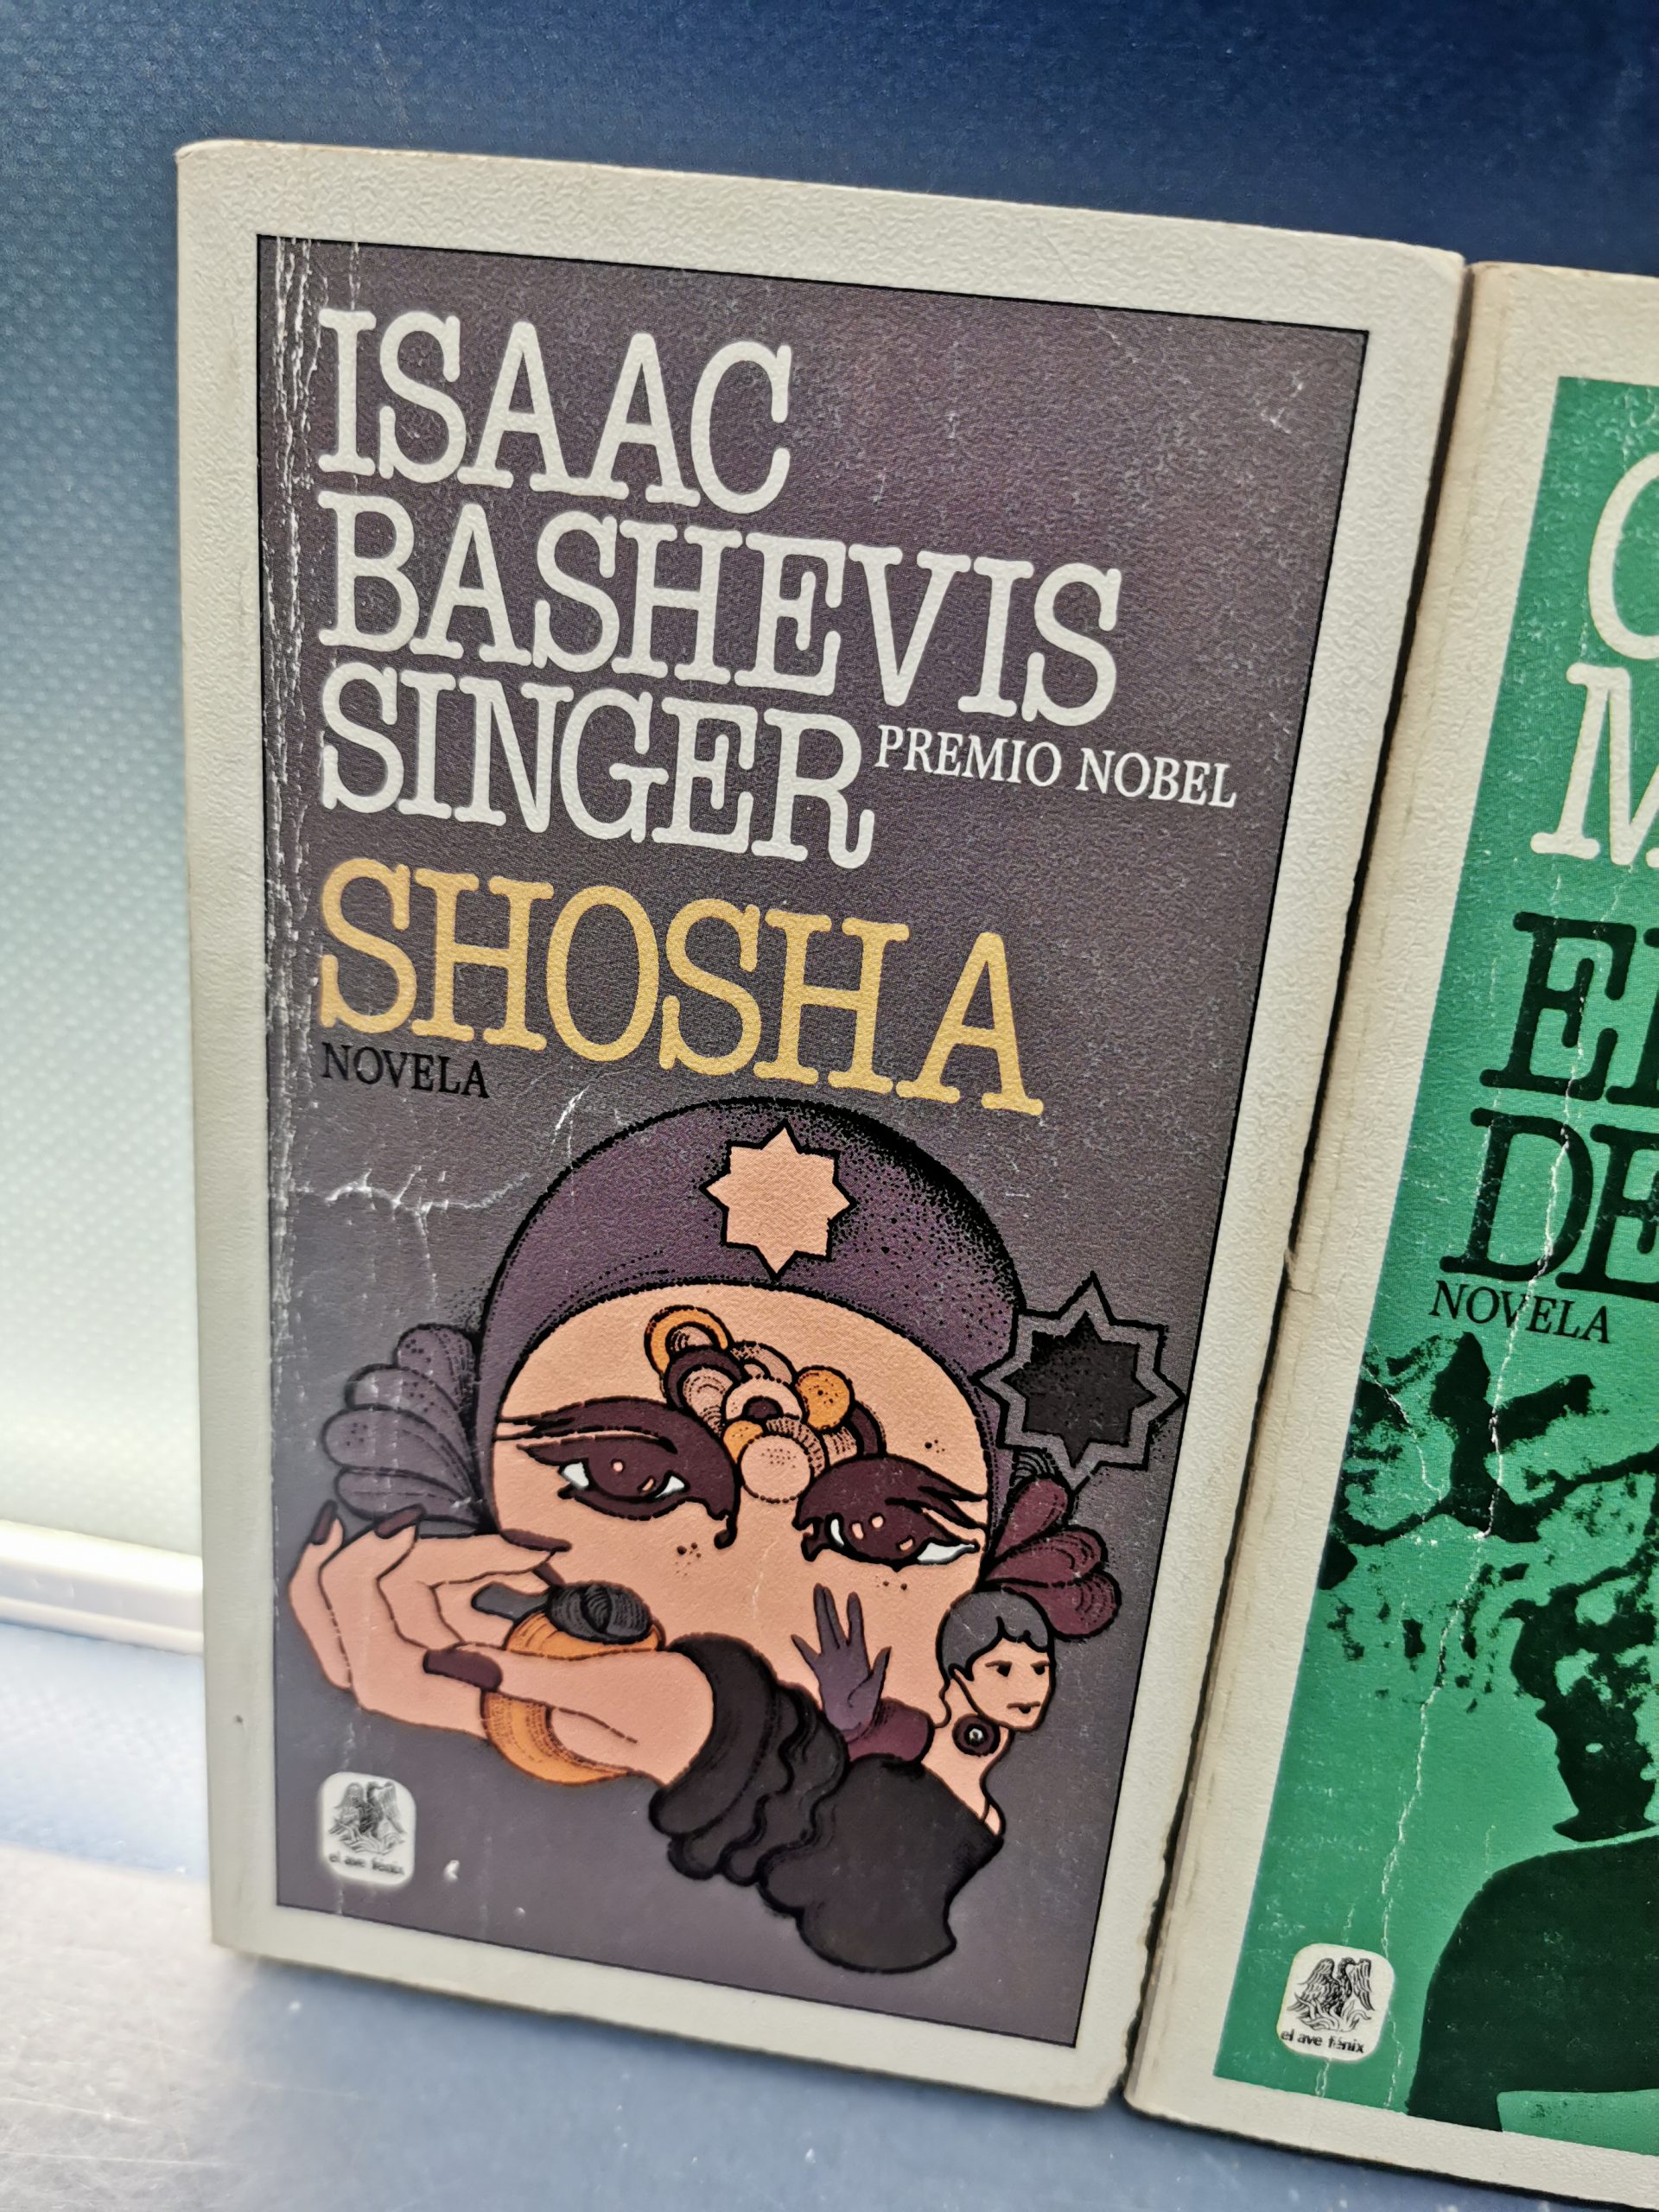 ISAAC
BASHEVIS
SINGER PREMIO NOBEL
SHOSHA
NOVELA
el ave fénix
NOVELA
el ave fénix